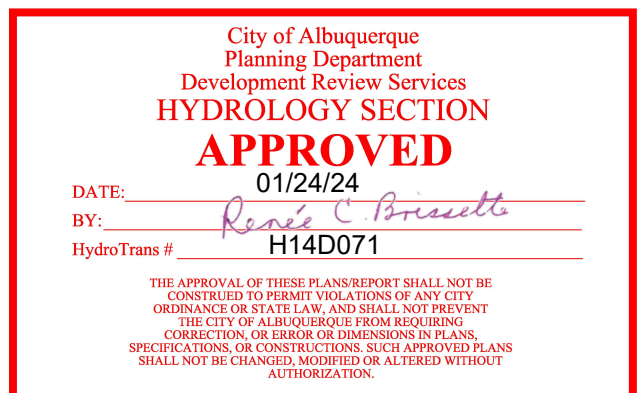 City of Albuquerque
Planning Department
Development Review Services
HYDROLOGY SECTION
APPROVED
DATE: 01/24/24
BY: Renée C. Brissette
HydroTrans # H14D071
THE APPROVAL OF THESE PLANS/REPORT SHALL NOT BE
CONSTRUED TO PERMIT VIOLATIONS OF ANY CITY
ORDINANCE OR STATE LAW, AND SHALL NOT PREVENT
THE CITY OF ALBUQUERQUE FROM REQUIRING
CORRECTION, OR ERROR OR DIMENSIONS IN PLANS,
SPECIFICATIONS, OR CONSTRUCTIONS. SUCH APPROVED PLANS
SHALL NOT BE CHANGED, MODIFIED OR ALTERED WITHOUT
AUTHORIZATION.